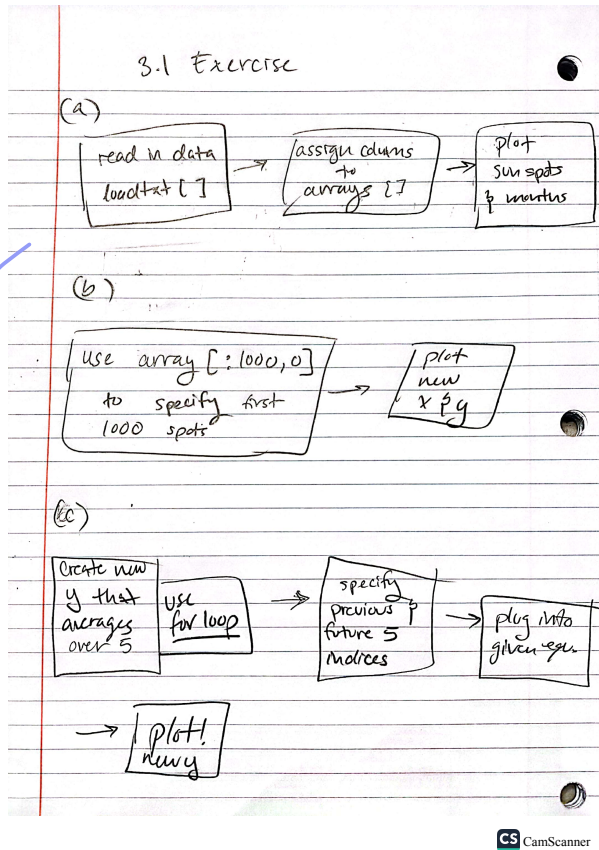 3.1 Exercise
(a)
read in data
loadtxt [ ]
assign colums
to
arrays []
plot
sun spots
& months
(b)
use array [:1000,0]
to specify first
1000 spots
plot
new
x & y
(c)
Create new
y that
averages
over 5
use
for loop
specify
previous &
future 5
indices
plug into
given eqn.
plot!
new y
CS CamScanner